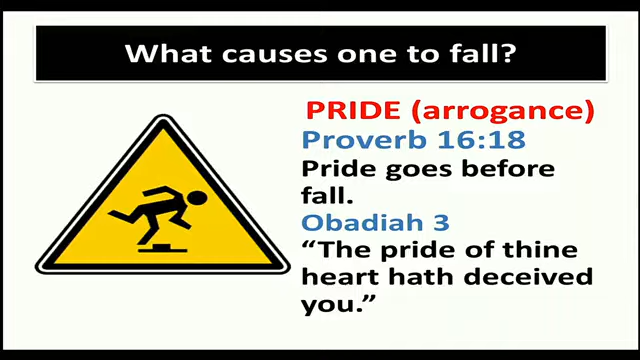 What causes one to fall?
PRIDE (arrogance)
Proverb 16:18
Pride goes before
fall.
Obadiah 3
“The pride of thine
heart hath deceived
you.”